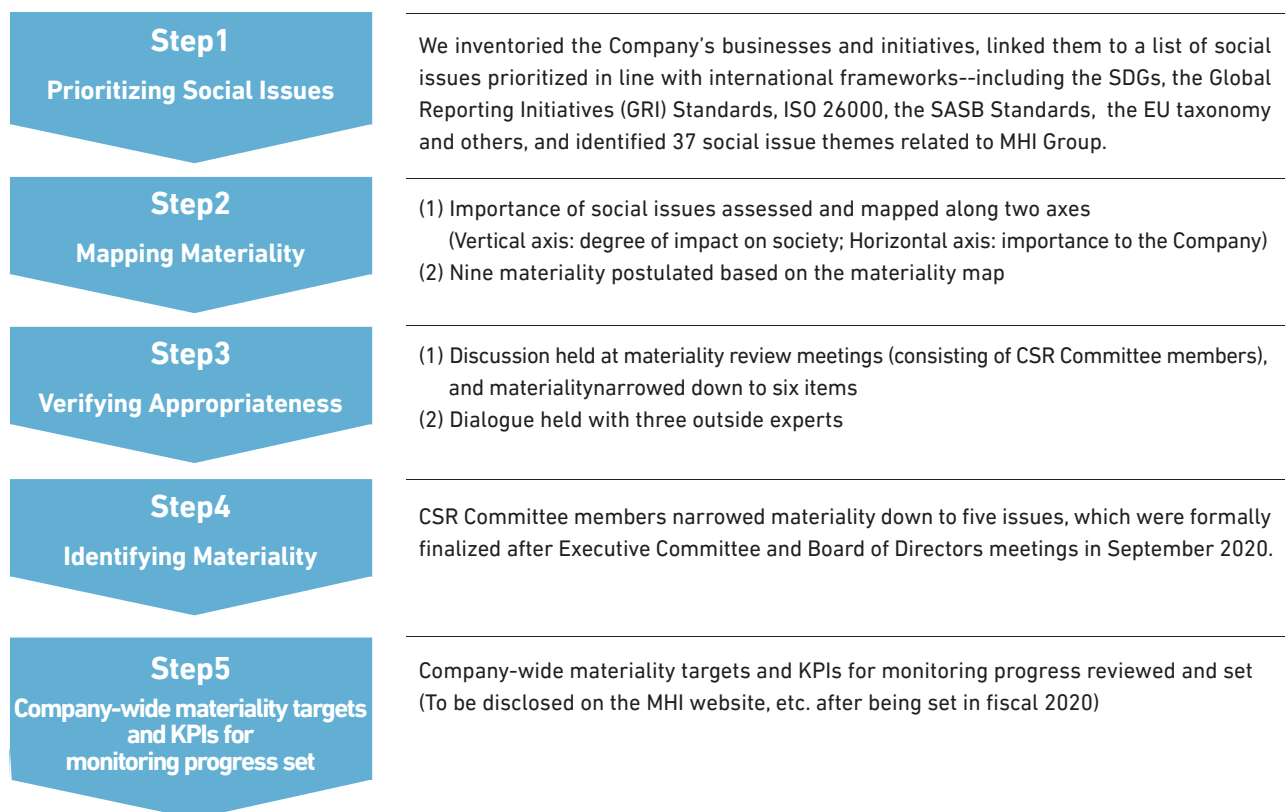 Step1
Prioritizing Social Issues
We inventoried the Company’s businesses and initiatives, linked them to a list of social
issues prioritized in line with international frameworks--including the SDGs, the Global
Reporting Initiatives (GRI) Standards, ISO 26000, the SASB Standards, the EU taxonomy
and others, and identified 37 social issue themes related to MHI Group.
Step2
Mapping Materiality
(1) Importance of social issues assessed and mapped along two axes
(Vertical axis: degree of impact on society; Horizontal axis: importance to the Company)
(2) Nine materiality postulated based on the materiality map
Step3
Verifying Appropriateness
(1) Discussion held at materiality review meetings (consisting of CSR Committee members),
and materialitynarrowed down to six items
(2) Dialogue held with three outside experts
Step4
Identifying Materiality
CSR Committee members narrowed materiality down to five issues, which were formally
finalized after Executive Committee and Board of Directors meetings in September 2020.
Step5
Company-wide materiality targets
and KPIs for
monitoring progress set
Company-wide materiality targets and KPIs for monitoring progress reviewed and set
(To be disclosed on the MHI website, etc. after being set in fiscal 2020)